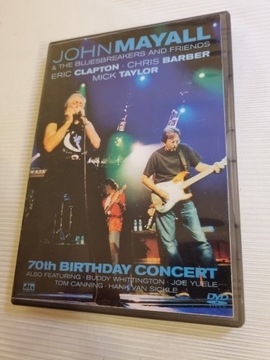 JOHN MAYALL
& THE BLUESBREAKERS AND FRIENDS
ERIC CLAPTON · CHRIS BARBER
MICK TAYLOR
70th BIRTHDAY CONCERT
ALSO FEATURING · BUDDY WHITTINGTON · JOE YUELE
TOM CANNING · HANK VAN SICKLE
dts
DVD